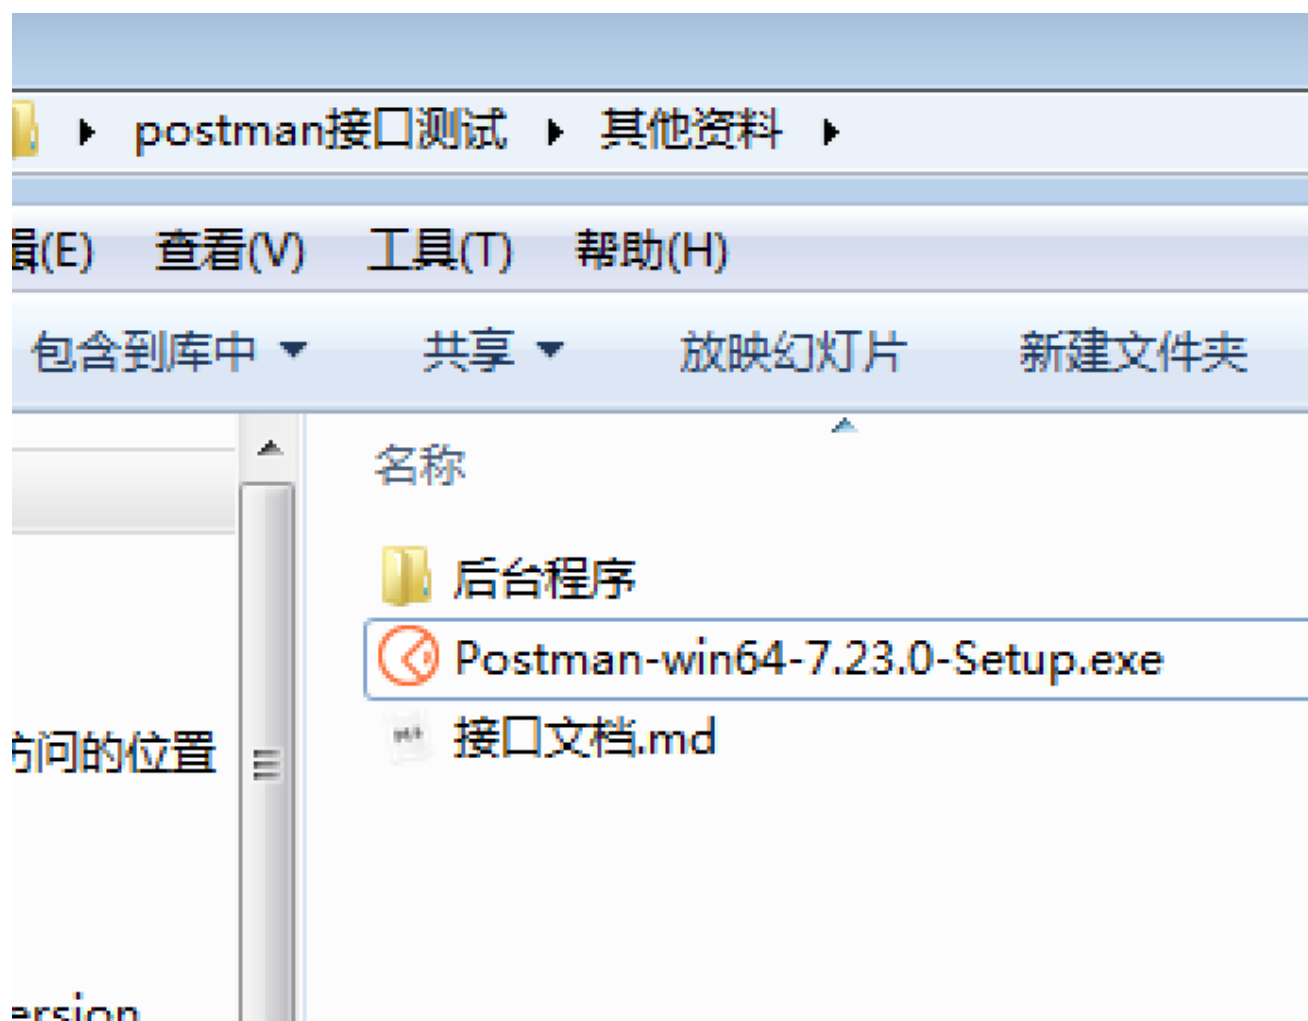 postman接口测试 其他资料
辑(E) 查看(V) 工具(T) 帮助(H)
包含到库中 共享 放映幻灯片 新建文件夹
名称
后台程序
Postman-win64-7.23.0-Setup.exe
接口文档.md
访问的位置
ersion